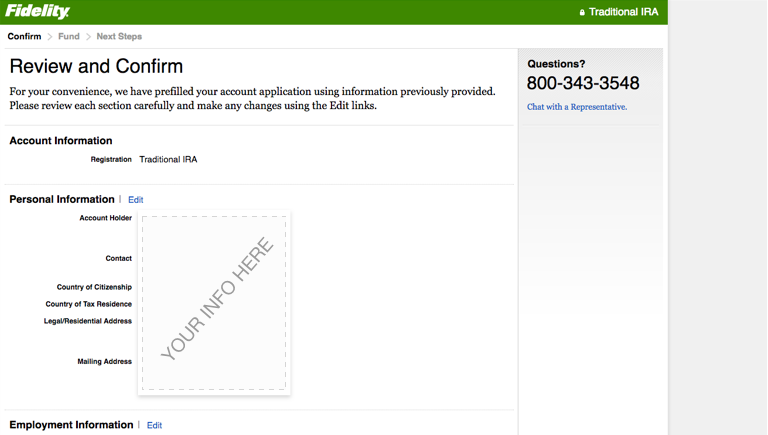 Fidelity
Traditional IRA
Confirm > Fund > Next Steps
Review and Confirm
For your convenience, we have prefilled your account application using information previously provided.
Please review each section carefully and make any changes using the Edit links.
Questions?
800-343-3548
Chat with a Representative.
Account Information
Registration Traditional IRA
Personal Information | Edit
Account Holder
Contact
Country of Citizenship
Country of Tax Residence
Legal/Residential Address
Mailing Address
YOUR INFO HERE
Employment Information | Edit